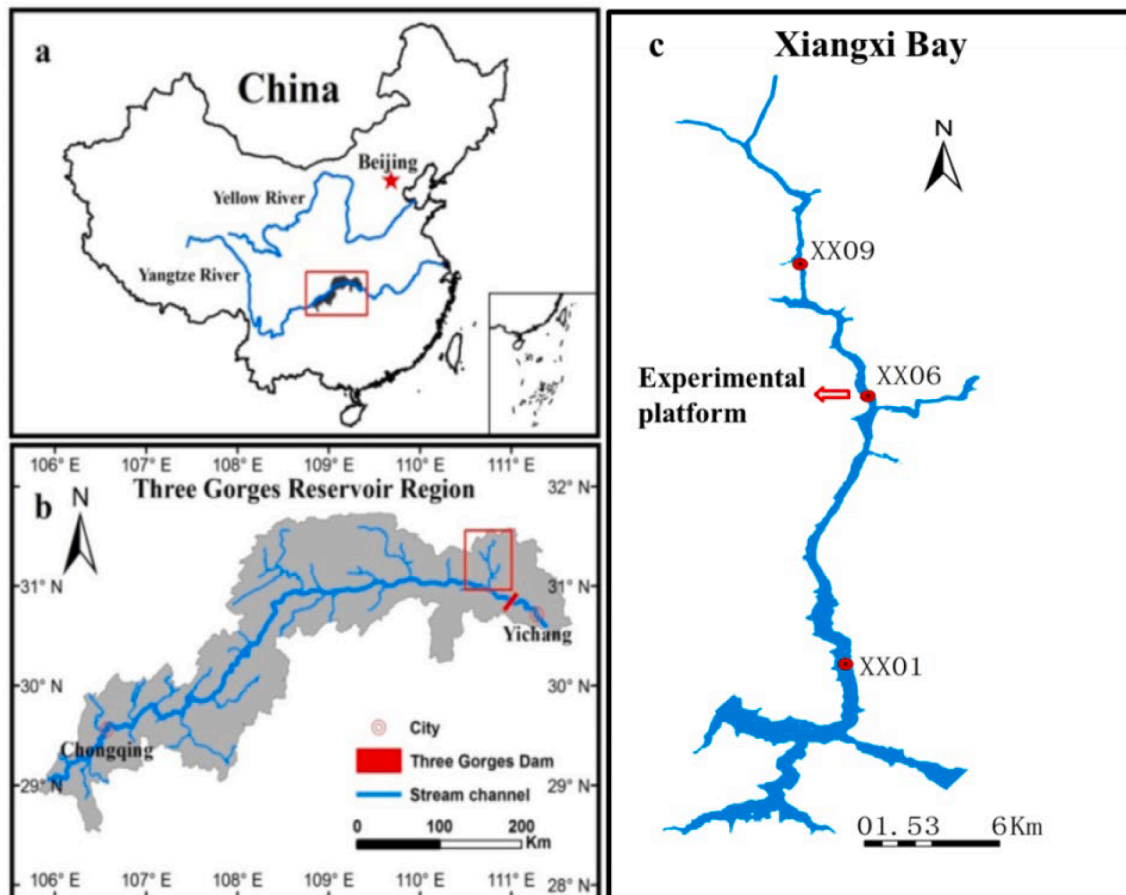 a
China
Beijing
Yellow River
Yangtze River
106° E 107° E 108° E 109° E 110° E 111° E
Three Gorges Reservoir Region
b
N
32° N
31° N
31° N
Yichang
30° N
30° N
City
Chongqing
Three Gorges Dam
29° N
Stream channel
29° N
0 100 200
Km
106° E 107° E 108° E 109° E 110° E 111° E 28° N
c
Xiangxi Bay
N
XX09
XX06
Experimental
platform
XX01
01.53 6Km